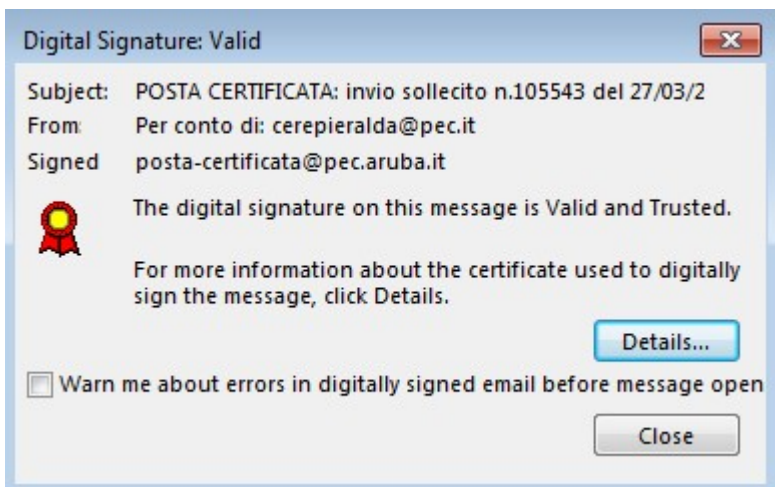 Digital Signature: Valid
Subject: POSTA CERTIFICATA: invio sollecito n.105543 del 27/03/2
From: Per conto di: cerepieralda@pec.it
Signed posta-certificata@pec.aruba.it
The digital signature on this message is Valid and Trusted.
For more information about the certificate used to digitally
sign the message, click Details.
Details...
Warn me about errors in digitally signed email before message open
Close